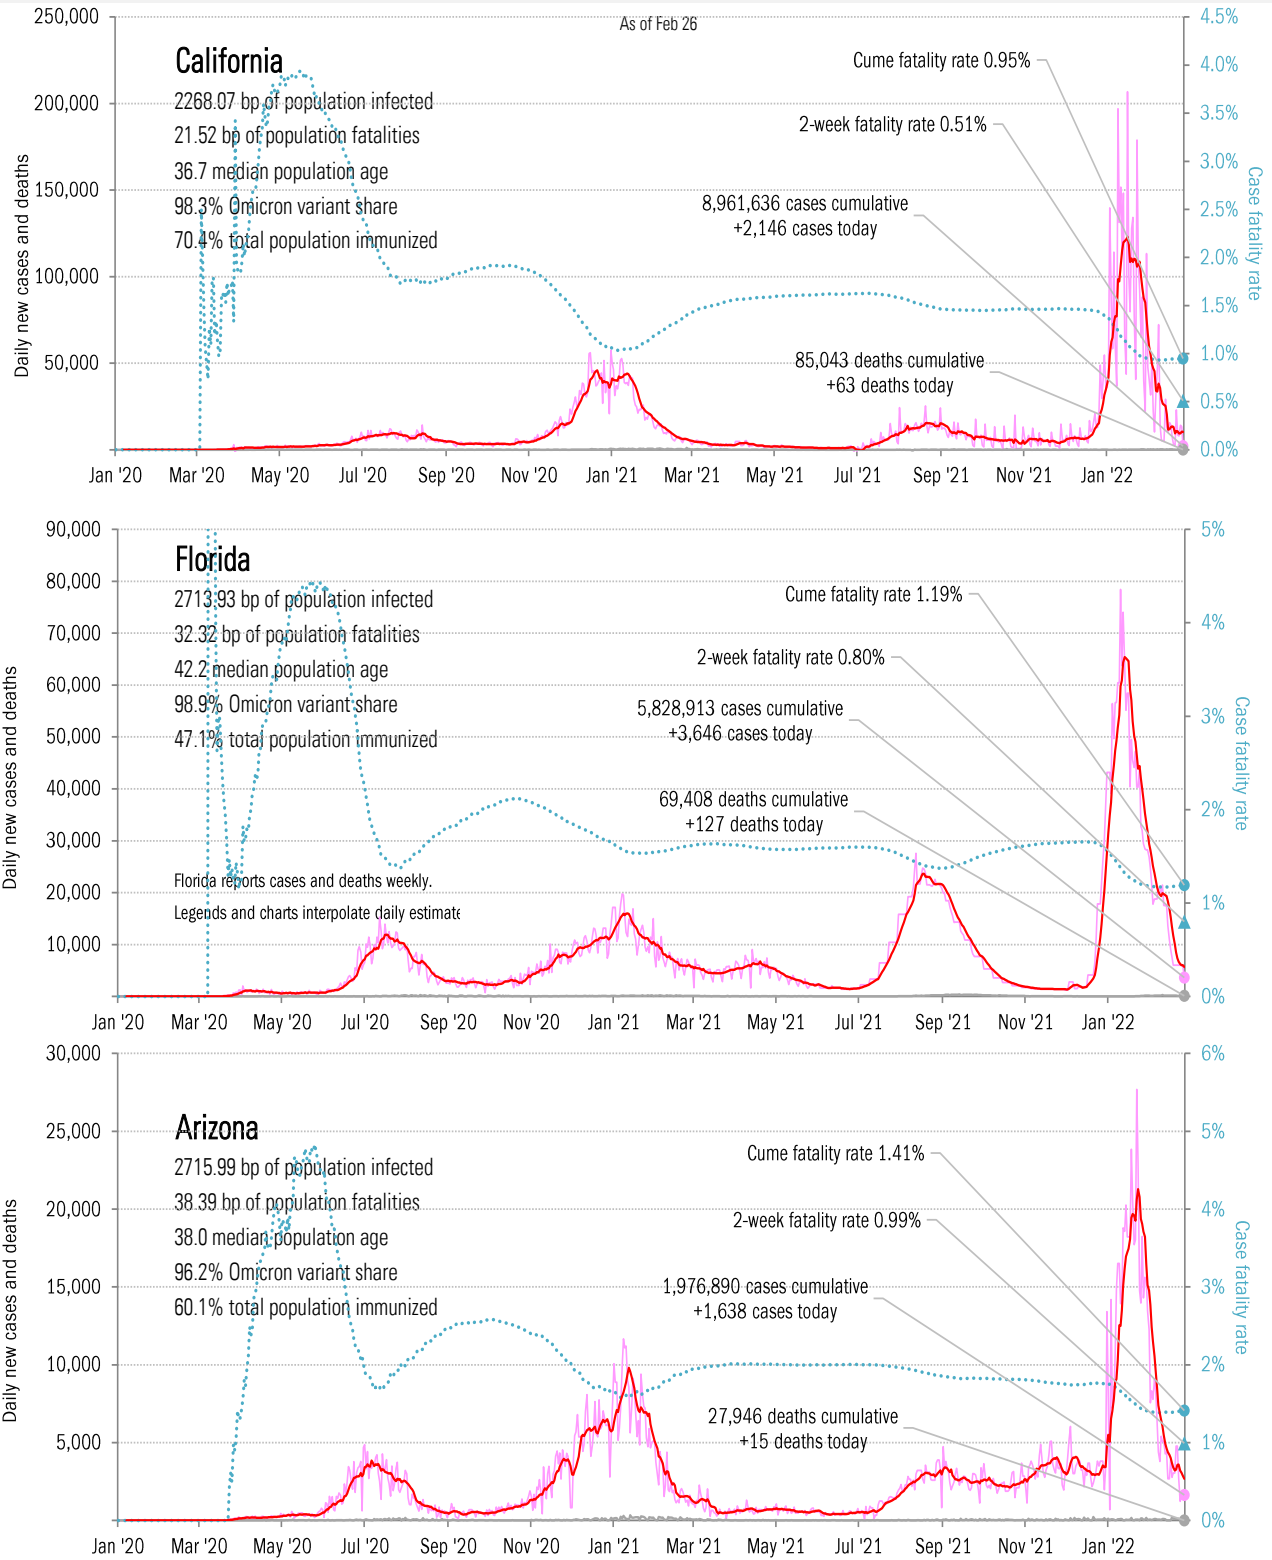 As of Feb 26
250,000
200,000
150,000
100,000
50,000
-
Daily new cases and deaths
California
2268.07 bp of population infected
21.52 bp of population fatalities
36.7 median population age
98.3% Omicron variant share
70.4% total population immunized
Cume fatality rate 0.95%
2-week fatality rate 0.51%
8,961,636 cases cumulative
+2,146 cases today
85,043 deaths cumulative
+63 deaths today
4.5%
4.0%
3.5%
3.0%
2.5%
2.0%
1.5%
1.0%
0.5%
0.0%
Case fatality rate
Jan '20 Mar '20 May '20 Jul '20 Sep '20 Nov '20 Jan '21 Mar '21 May '21 Jul '21 Sep '21 Nov '21 Jan '22
90,000
80,000
70,000
60,000
50,000
40,000
30,000
20,000
10,000
-
Daily new cases and deaths
Florida
2713.93 bp of population infected
32.32 bp of population fatalities
42.2 median population age
98.9% Omicron variant share
47.1% total population immunized
Florida reports cases and deaths weekly.
Legends and charts interpolate daily estimate
Cume fatality rate 1.19%
2-week fatality rate 0.80%
5,828,913 cases cumulative
+3,646 cases today
69,408 deaths cumulative
+127 deaths today
5%
4%
3%
2%
1%
0%
Case fatality rate
Jan '20 Mar '20 May '20 Jul '20 Sep '20 Nov '20 Jan '21 Mar '21 May '21 Jul '21 Sep '21 Nov '21 Jan '22
30,000
25,000
20,000
15,000
10,000
5,000
-
Daily new cases and deaths
Arizona
2715.99 bp of population infected
38.39 bp of population fatalities
38.0 median population age
96.2% Omicron variant share
60.1% total population immunized
Cume fatality rate 1.41%
2-week fatality rate 0.99%
1,976,890 cases cumulative
+1,638 cases today
27,946 deaths cumulative
+15 deaths today
6%
5%
4%
3%
2%
1%
0%
Case fatality rate
Jan '20 Mar '20 May '20 Jul '20 Sep '20 Nov '20 Jan '21 Mar '21 May '21 Jul '21 Sep '21 Nov '21 Jan '22